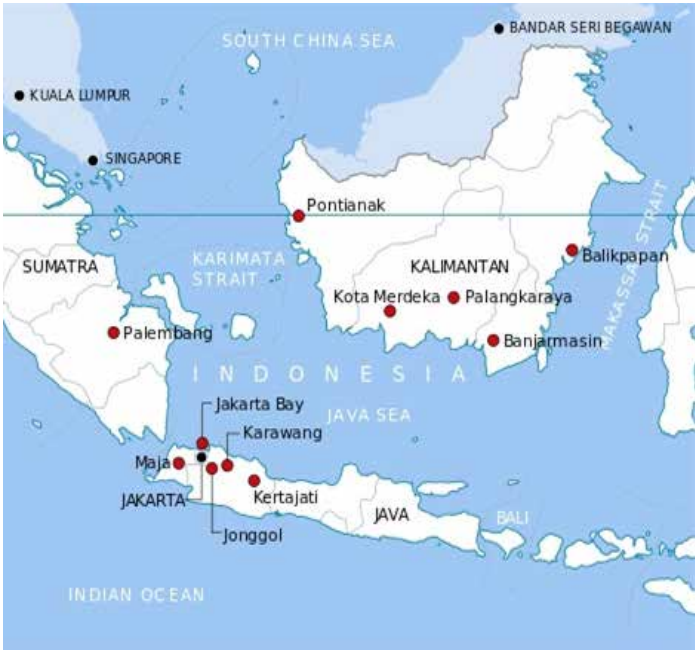 BANDAR SERI BEGAWAN
SOUTH CHINA SEA
KUALA LUMPUR
SINGAPORE
Pontianak
MAKASSAR STRAIT
KARIMATA
STRAIT
Balikpapan
SUMATRA
KALIMANTAN
Kota Merdeka
Palangkaraya
Palembang
Banjarmasin
INDONESIA
Jakarta Bay
JAVA SEA
Karawang
Maja
JAKARTA
Kertajati
JAVA
BALI
Jonggol
INDIAN OCEAN